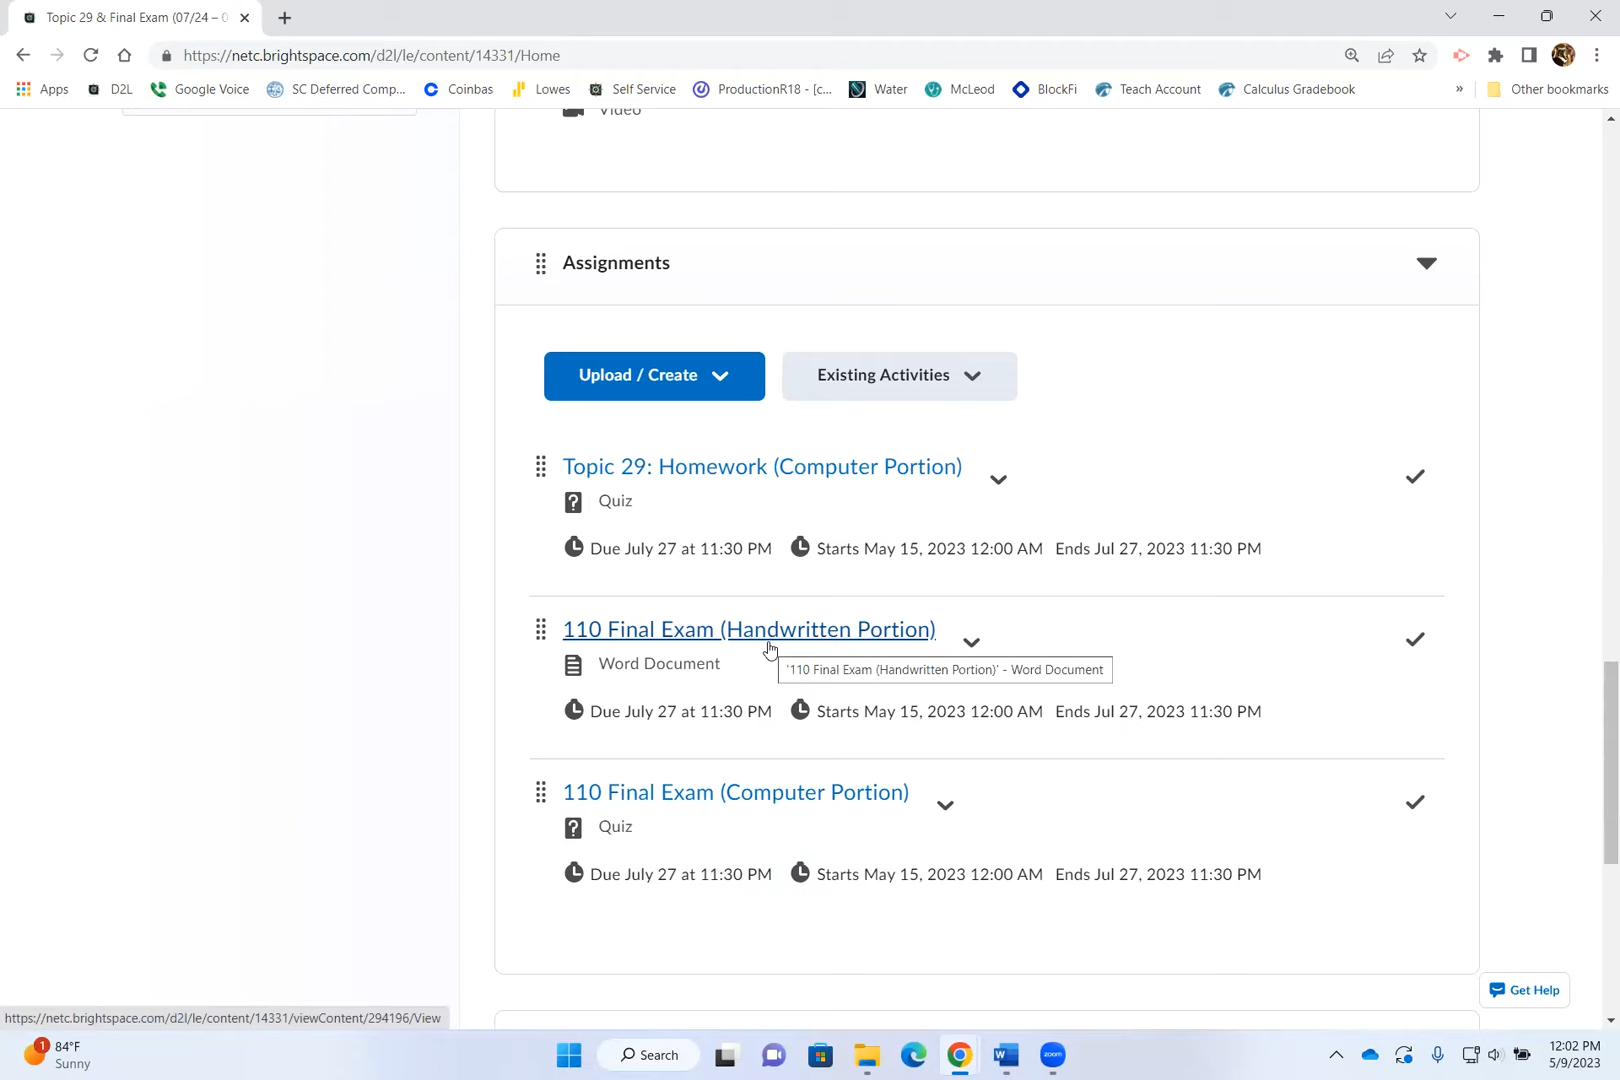 Topic 29 & Final Exam (07/24 – 0
https://netc.brightspace.com/d2l/le/content/14331/Home
Apps D2L Google Voice SC Deferred Comp... Coinbas Lowes Self Service ProductionR18 - [c... Water McLeod BlockFi Teach Account Calculus Gradebook » Other bookmarks
Video
Assignments
Upload / Create Existing Activities
Topic 29: Homework (Computer Portion)
Quiz
Due July 27 at 11:30 PM Starts May 15, 2023 12:00 AM Ends Jul 27, 2023 11:30 PM
110 Final Exam (Handwritten Portion)
Word Document
'110 Final Exam (Handwritten Portion)' - Word Document
Due July 27 at 11:30 PM Starts May 15, 2023 12:00 AM Ends Jul 27, 2023 11:30 PM
110 Final Exam (Computer Portion)
Quiz
Due July 27 at 11:30 PM Starts May 15, 2023 12:00 AM Ends Jul 27, 2023 11:30 PM
Get Help
https://netc.brightspace.com/d2l/le/content/14331/viewContent/294196/View
1 84°F
Sunny
Search
zoom
12:02 PM
5/9/2023